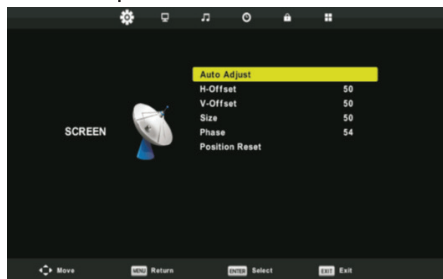 Auto Adjust
H-Offset 50
V-Offset 50
Size 50
SCREEN
Phase 54
Position Reset
Move MENU Return ENTER Select EXIT Exit